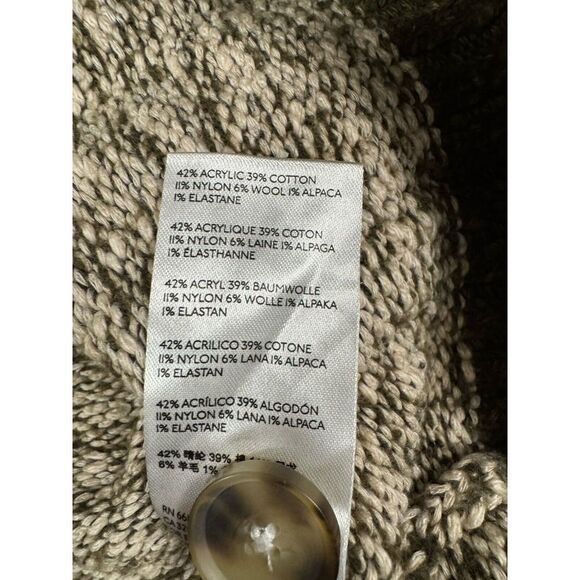 42% ACRYLIC 39% COTTON
11% NYLON 6% WOOL 1% ALPACA
1% ELASTANE
42% ACRYLIQUE 39% COTON
11% NYLON 6% LAINE 1% ALPAGA
1% ÉLASTHANNE
42% ACRYL 39% BAUMWOLLE
11% NYLON 6% WOLLE 1% ALPAKA
1% ELASTAN
42% ACRILICO 39% COTONE
11% NYLON 6% LANA 1% ALPACA
1% ELASTAN
42% ACRÍLICO 39% ALGODÓN
11% NYLON 6% LANA 1% ALPACA
1% ELASTANE
42% 晴纶 39%
6% 羊毛 1%
RN
CA